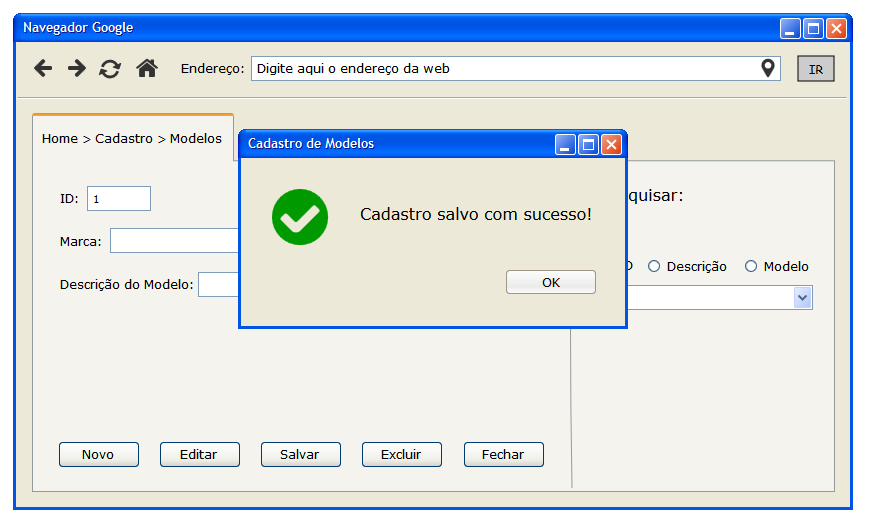 Navegador Google
Endereço: Digite aqui o endereço da web IR
Home > Cadastro > Modelos
Cadastro de Modelos
ID: 1
quisar:
Cadastro salvo com sucesso!
Marca:
Descrição Modelo
Descrição do Modelo:
OK
Novo Editar Salvar Excluir Fechar